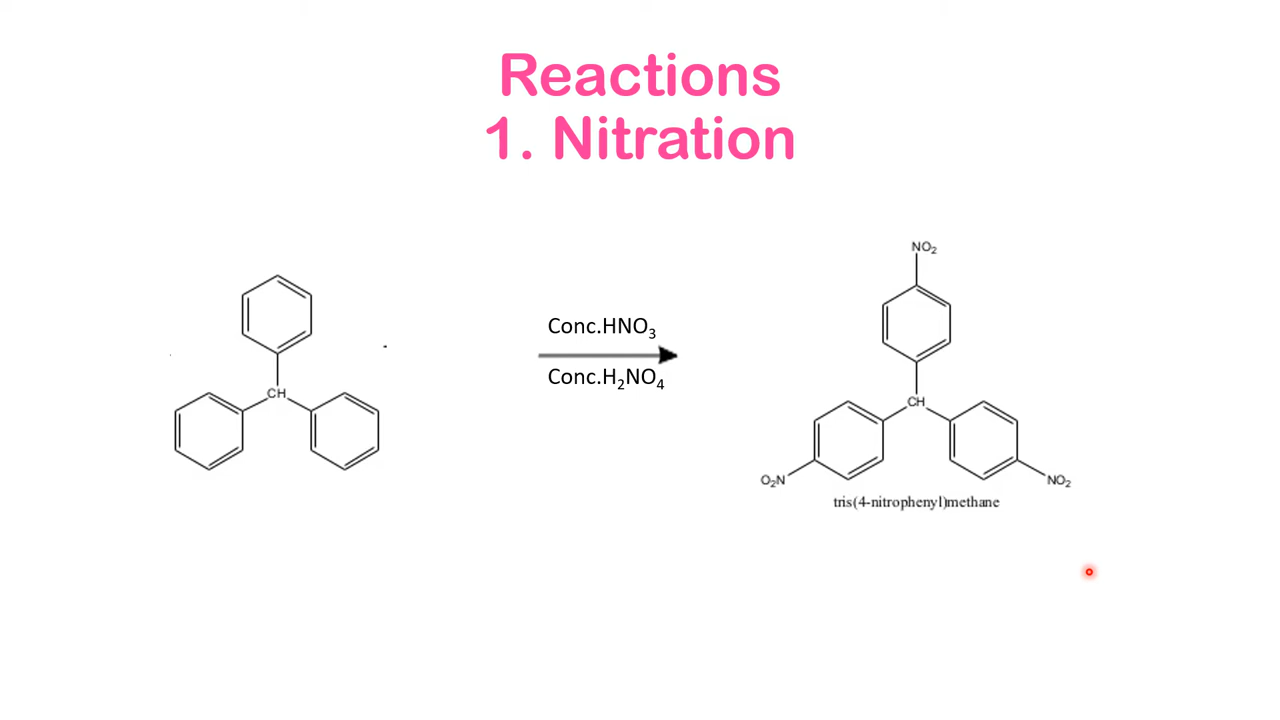 Reactions
1. Nitration
NO₂
Conc.HNO₃
Conc.H₂NO₄
CH
CH
O₂N
NO₂
tris(4-nitrophenyl)methane